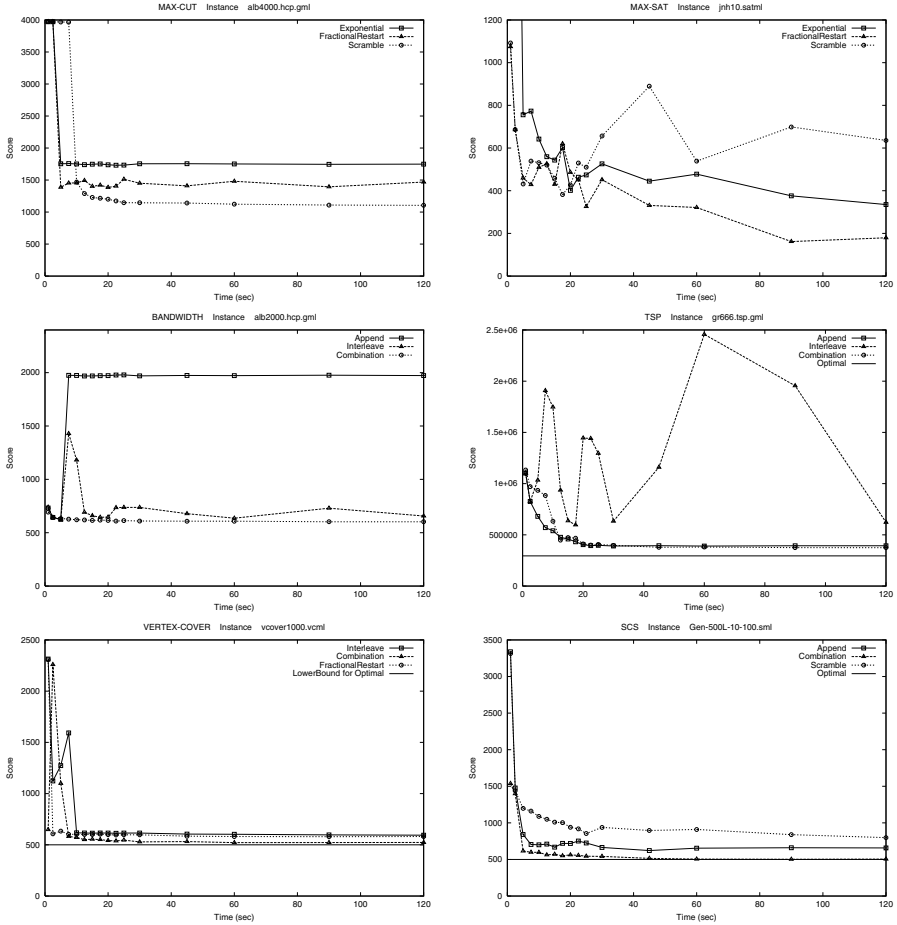 MAX-CUT Instance alb4000.hcp.gml
Exponential
FractionalRestart
Scramble
4000
3500
3000
2500
2000
1500
1000
500
0
Score
0 20 40 60 80 100 120
Time (sec)
MAX-SAT Instance jnh10.satml
Exponential
FractionalRestart
Scramble
1200
1000
800
600
400
200
0
Score
0 20 40 60 80 100 120
Time (sec)
BANDWIDTH Instance alb2000.hcp.gml
Append
Interleave
Combination
2000
1500
1000
500
0
Score
0 20 40 60 80 100 120
Time (sec)
TSP Instance gr666.tsp.gml
Append
Interleave
Combination
Optimal
2.5e+06
2e+06
1.5e+06
1e+06
500000
0
Score
0 20 40 60 80 100 120
Time (sec)
VERTEX-COVER Instance vcover1000.vcml
Interleave
Combination
FractionalRestart
LowerBound for Optimal
2500
2000
1500
1000
500
0
Score
0 20 40 60 80 100 120
Time (sec)
SCS Instance Gen-500L-10-100.sml
Append
Combination
Scramble
Optimal
3500
3000
2500
2000
1500
1000
500
0
Score
0 20 40 60 80 100 120
Time (sec)